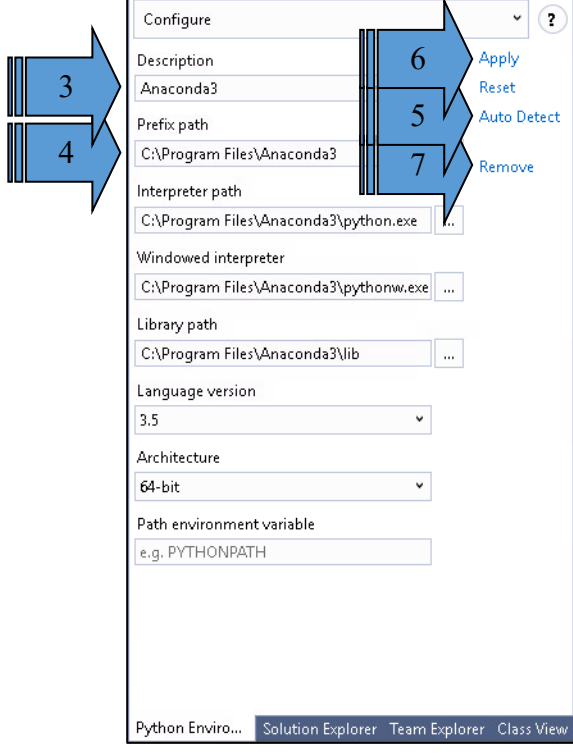 Configure
?
Description
6
Apply
3
Anaconda3
Reset
Prefix path
5
Auto Detect
4
C:\Program Files\Anaconda3
7
Remove
Interpreter path
C:\Program Files\Anaconda3\python.exe
...
Windowed interpreter
C:\Program Files\Anaconda3\pythonw.exe
...
Library path
C:\Program Files\Anaconda3\lib
...
Language version
3.5
Architecture
64-bit
Path environment variable
e.g. PYTHONPATH
Python Enviro... Solution Explorer Team Explorer Class View